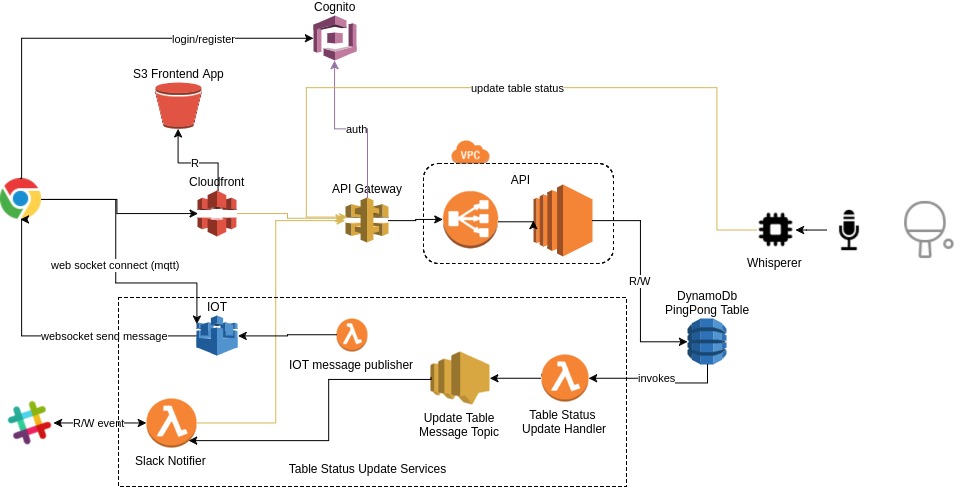 Cognito
login/register
S3 Frontend App
update table status
auth
VPC
R
API
Cloudfront
API Gateway
web socket connect (mqtt)
Whisperer
R/W
DynamoDb
PingPong Table
IOT
websocket send message
IOT message publisher
invokes
Update Table
Message Topic
Table Status
Update Handler
R/W event
Slack Notifier
Table Status Update Services